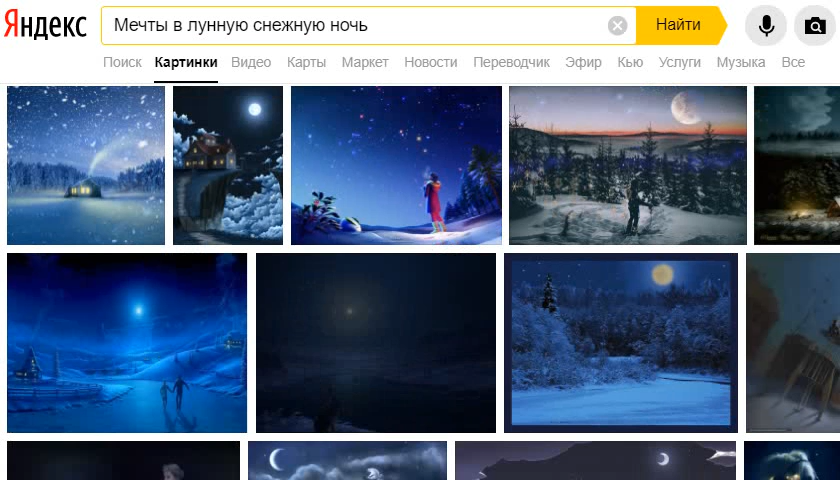 Яндекс
Мечты в лунную снежную ночь
Найти
Поиск Картинки Видео Карты Маркет Новости Переводчик Эфир Кью Услуги Музыка Все